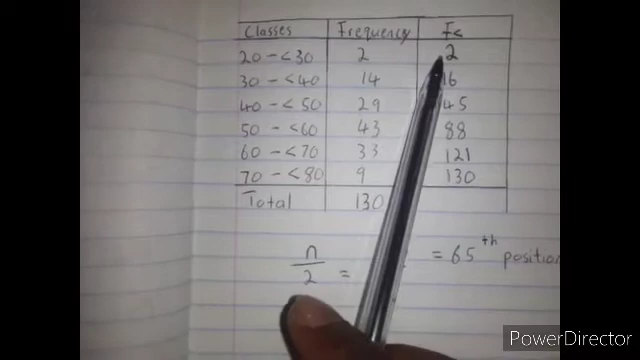 Classes Frequency F<
20 - <30 2 2
30 - <40 14 16
40 - <50 29 45
50 - <60 43 88
60 - <70 33 121
70 - <80 9 130
Total 130
n/2 = = 65th position
PowerDirector